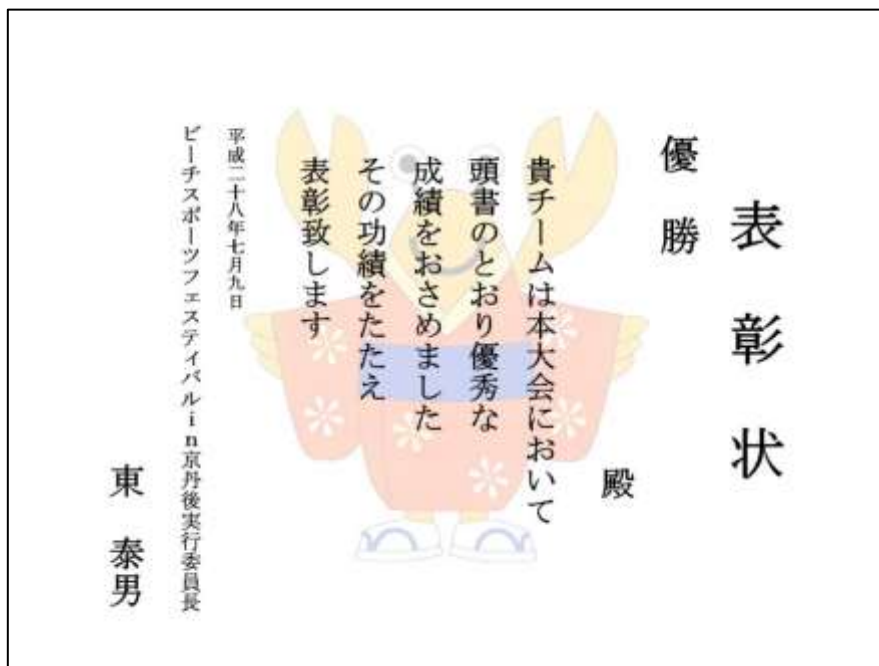 表彰状
優勝
殿
貴チームは本大会において
頭書のとおり優秀な
成績をおさめました
その功績をたたえ
表彰致します
平成二十八年七月九日
ビーチスポーツフェスティバルin京丹後実行委員長
東 泰男